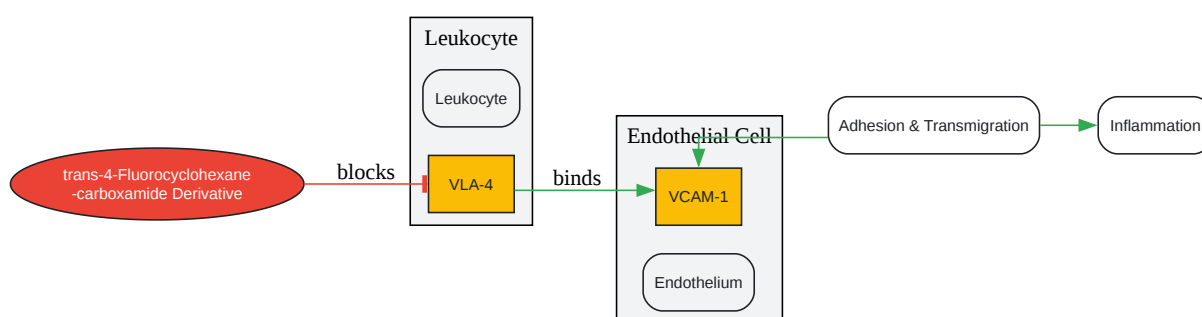 Leukocyte
Leukocyte
trans-4-Fluorocyclohexane
-carboxamide Derivative
blocks
VLA-4
binds
Endothelial Cell
VCAM-1
Endothelium
Adhesion & Transmigration
Inflammation